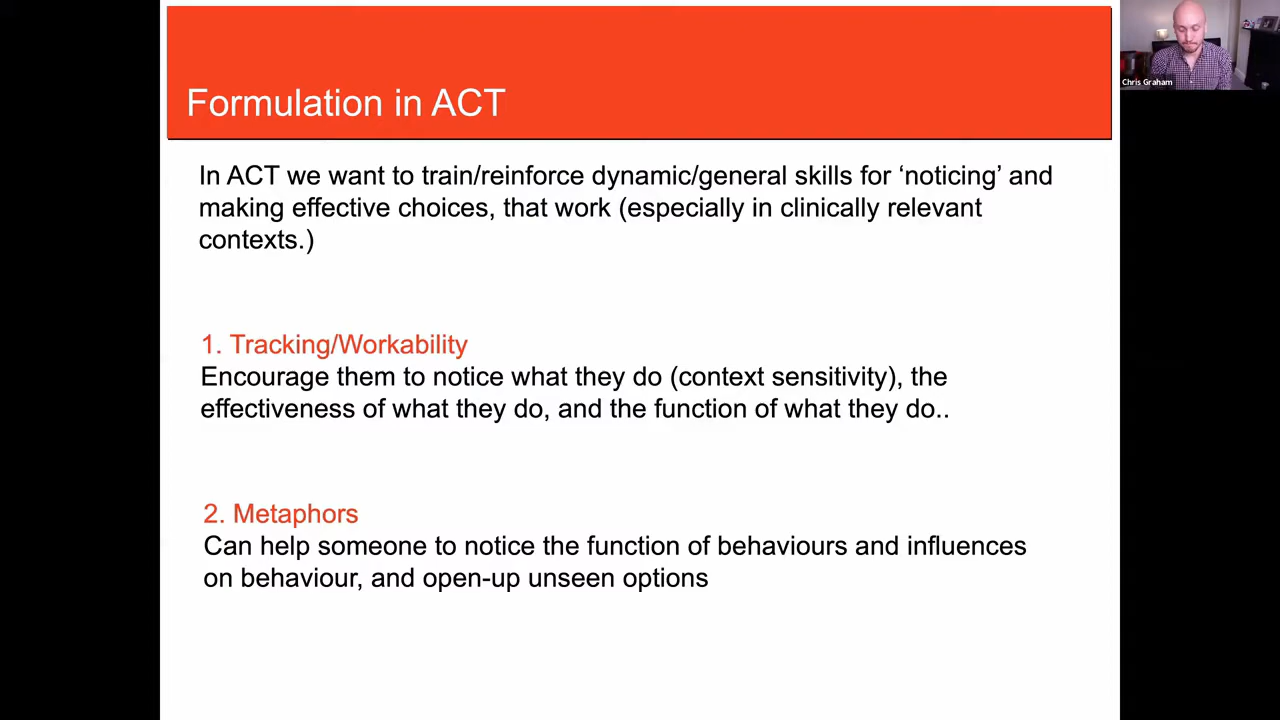 Formulation in ACT
Chris Graham
In ACT we want to train/reinforce dynamic/general skills for ‘noticing’ and
making effective choices, that work (especially in clinically relevant
contexts.)
1. Tracking/Workability
Encourage them to notice what they do (context sensitivity), the
effectiveness of what they do, and the function of what they do..
2. Metaphors
Can help someone to notice the function of behaviours and influences
on behaviour, and open-up unseen options